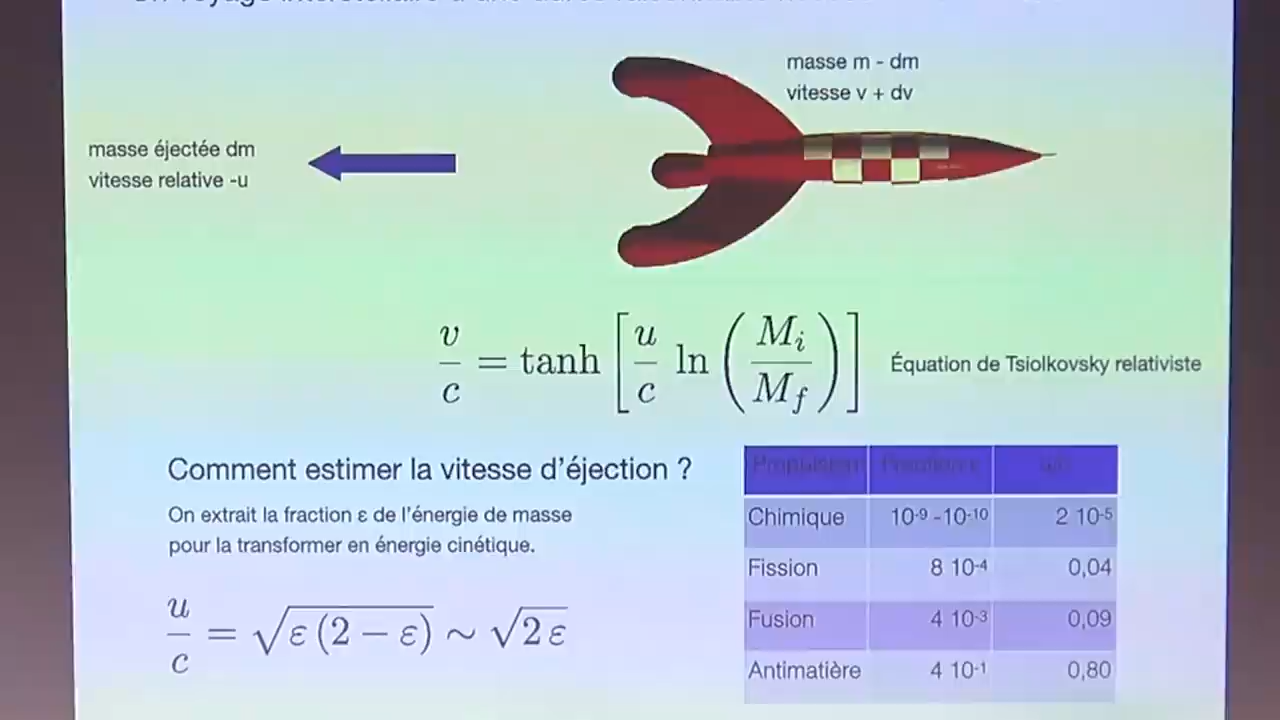 masse m - dm
vitesse v + dv
masse éjectée dm
vitesse relative -u
v/c = tanh [ u/c ln ( M_i / M_f ) ]
Équation de Tsiolkovsky relativiste
Comment estimer la vitesse d'éjection ?
On extrait la fraction ε de l'énergie de masse
pour la transformer en énergie cinétique.
u/c = √ε (2 − ε) ~ √2 ε
Propulsion Fraction ε u/c
Chimique 10⁻⁹ -10⁻¹⁰ 2 10⁻⁵
Fission 8 10⁻⁴ 0,04
Fusion 4 10⁻³ 0,09
Antimatière 4 10⁻¹ 0,80